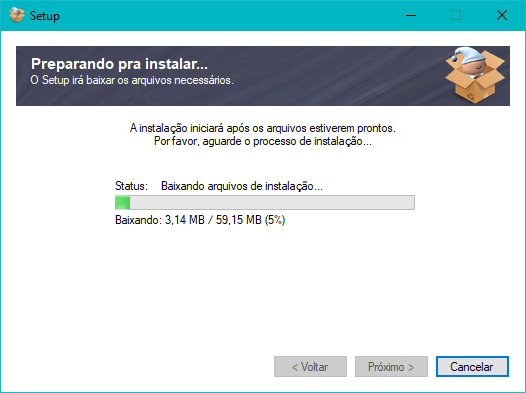 Setup
Preparando pra instalar...
O Setup irá baixar os arquivos necessários.
A instalação iniciará após os arquivos estiverem prontos.
Por favor, aguarde o processo de instalação...
Status: Baixando arquivos de instalação...
Baixando: 3,14 MB / 59,15 MB (5%)
< Voltar Próximo > Cancelar